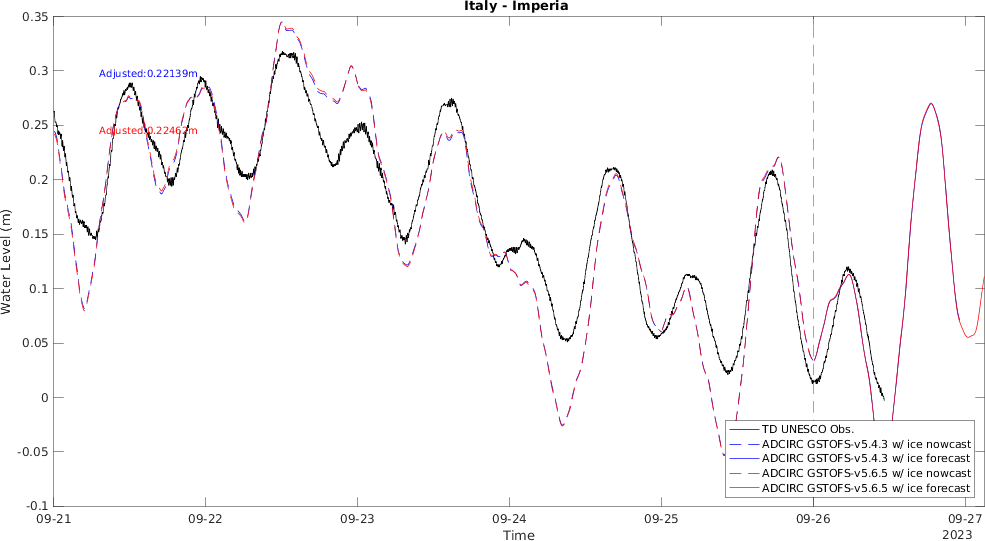 Italy - Imperia
0.35
0.3
0.25
0.2
0.15
0.1
0.05
0
-0.05
-0.1
Water Level (m)
Adjusted:0.22139m
TD UNESCO Obs.
ADCIRC GSTOFS-v5.4.3 w/ ice nowcast
ADCIRC GSTOFS-v5.4.3 w/ ice forecast
ADCIRC GSTOFS-v5.6.5 w/ ice nowcast
ADCIRC GSTOFS-v5.6.5 w/ ice forecast
09-21
09-22
09-23
09-24
09-25
09-26
09-27
Time
2023